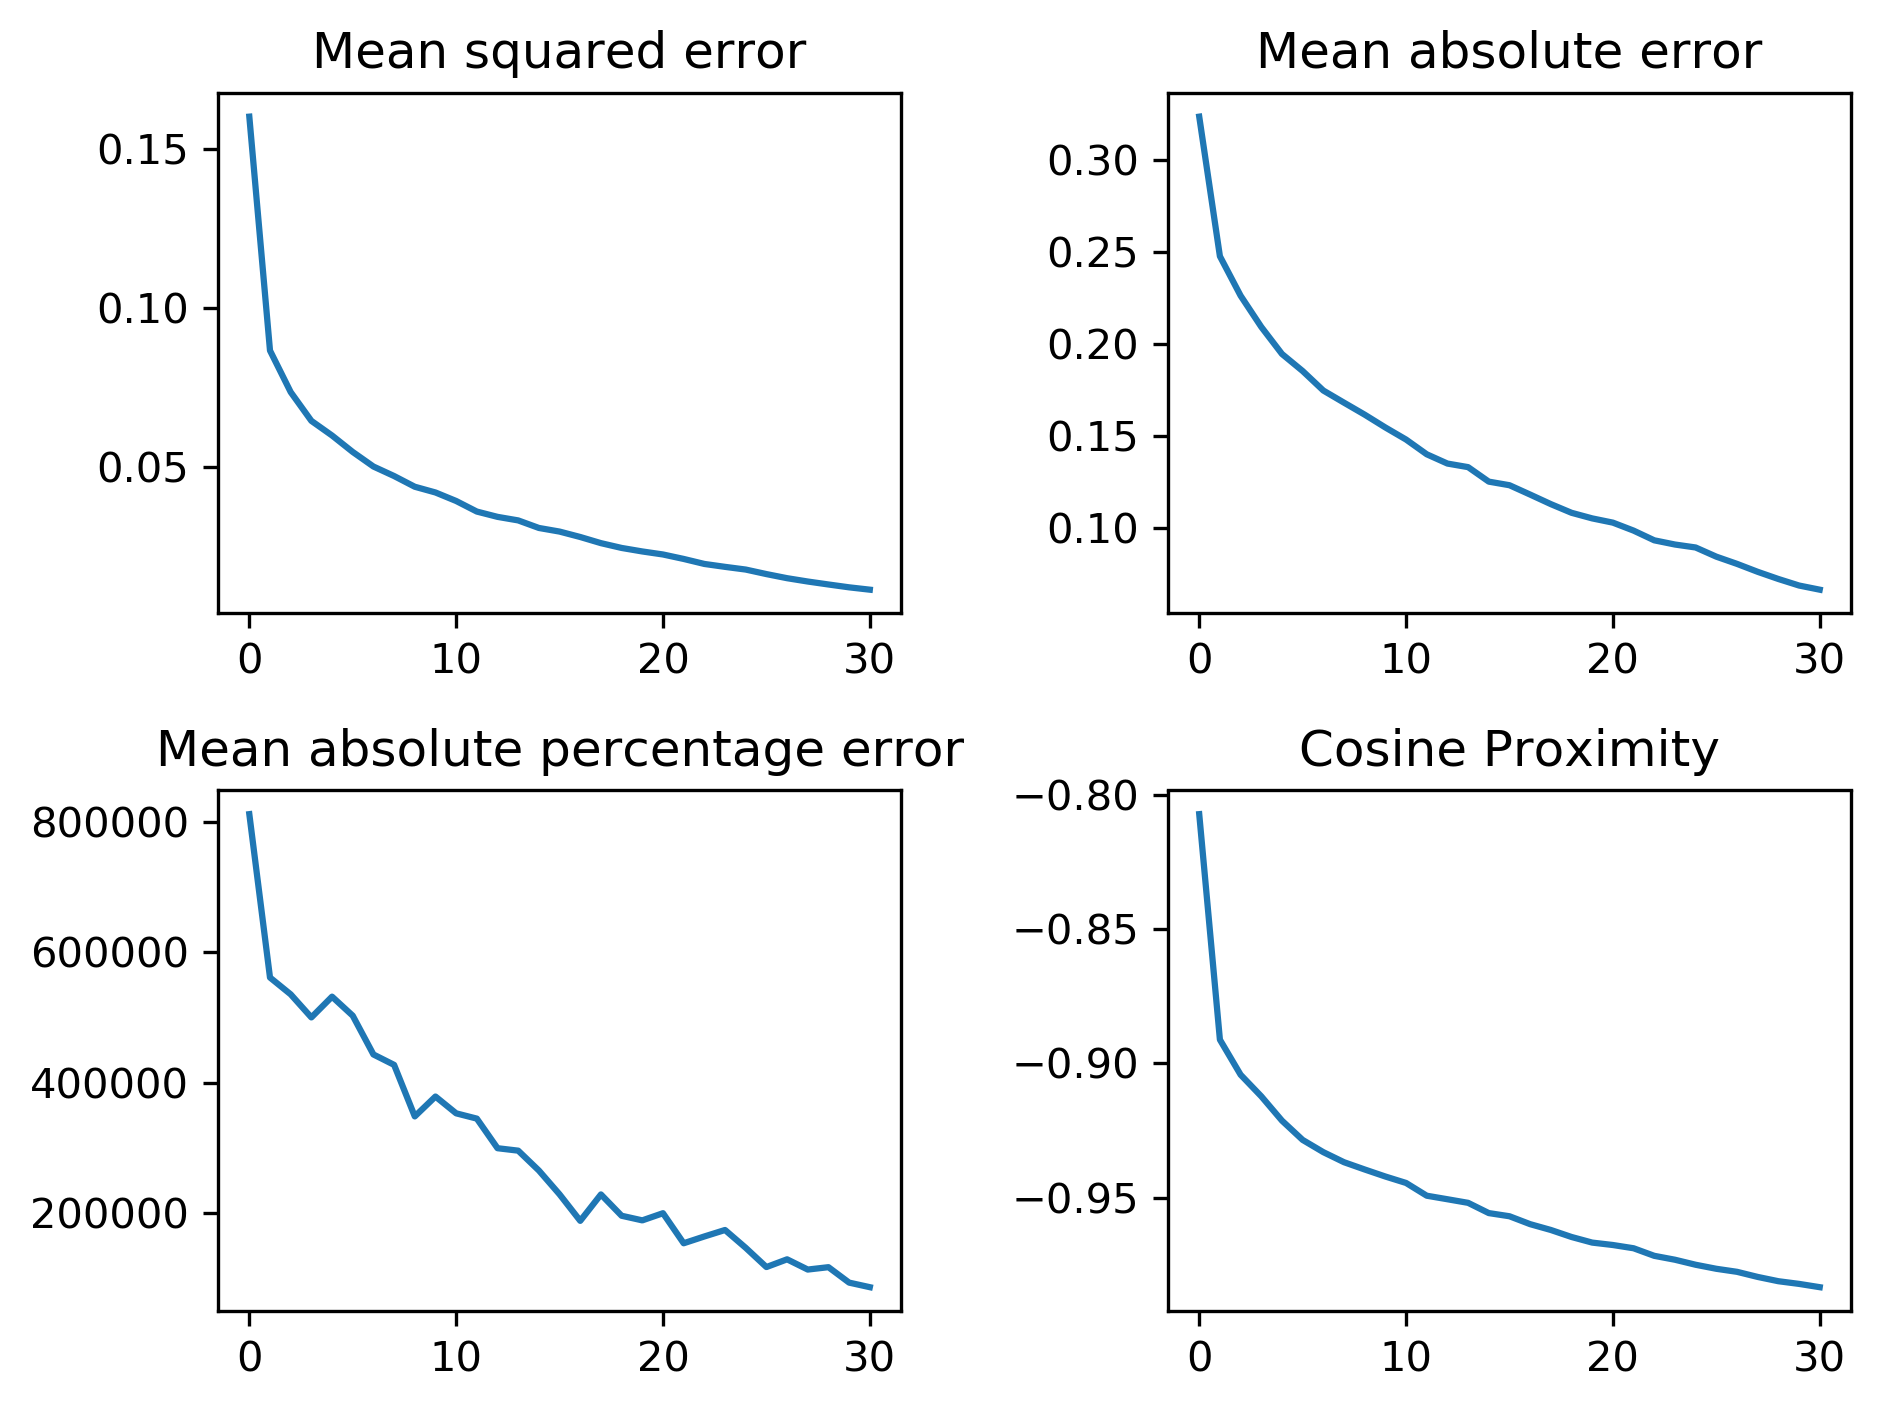 Mean squared error
0.15
0.10
0.05
0 10 20 30
Mean absolute error
0.30
0.25
0.20
0.15
0.10
0 10 20 30
Mean absolute percentage error
800000
600000
400000
200000
0 10 20 30
Cosine Proximity
−0.80
−0.85
−0.90
−0.95
0 10 20 30